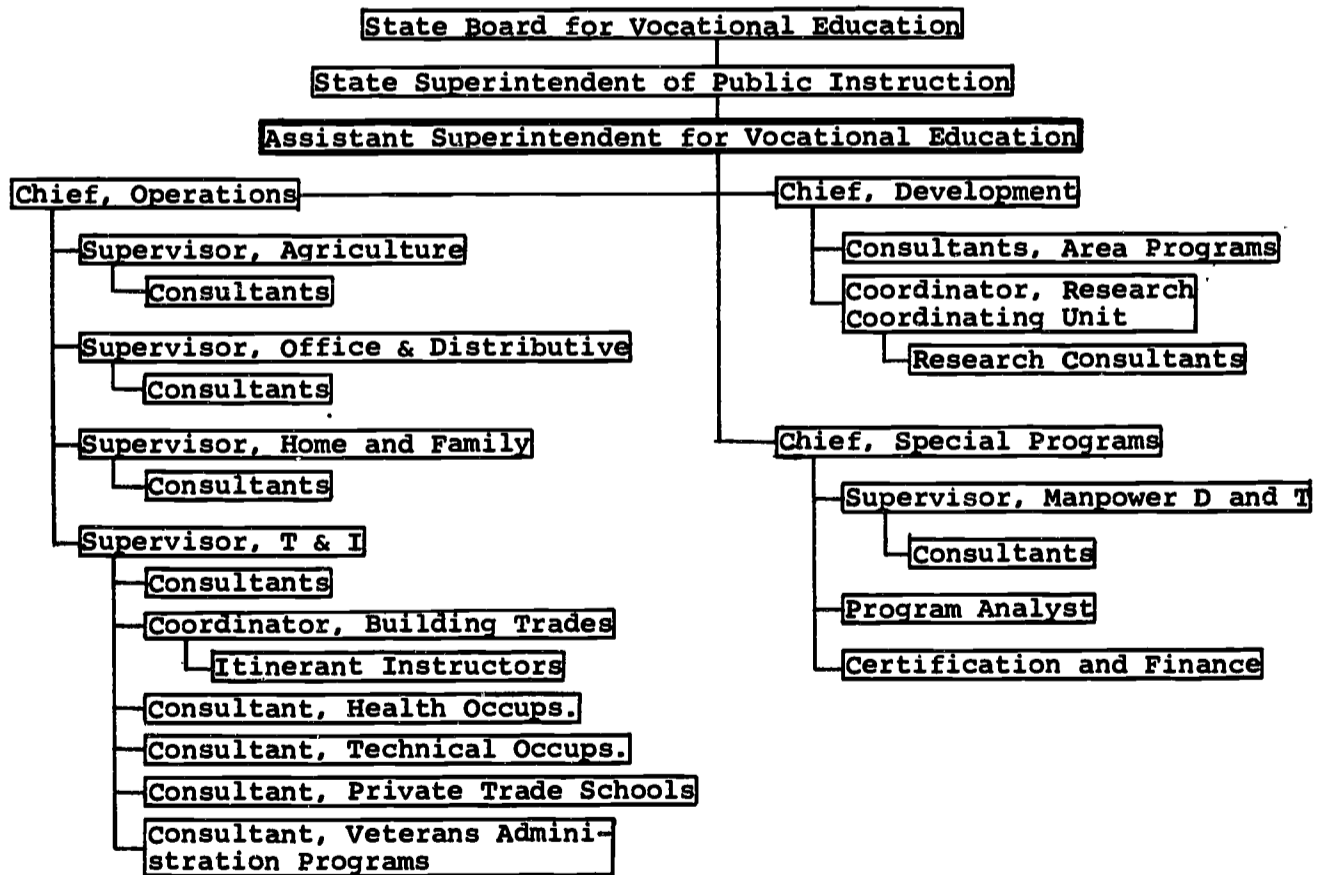 State Board for Vocational Education
State Superintendent of Public Instruction
Assistant Superintendent for Vocational Education
Chief, Operations
Supervisor, Agriculture
Consultants
Supervisor, Office & Distributive
Consultants
Supervisor, Home and Family
Consultants
Supervisor, T & I
Consultants
Coordinator, Building Trades
Itinerant Instructors
Consultant, Health Occups.
Consultant, Technical Occups.
Consultant, Private Trade Schools
Consultant, Veterans Admini-
stration Programs
Chief, Development
Consultants, Area Programs
Coordinator, Research
Coordinating Unit
Research Consultants
Chief, Special Programs
Supervisor, Manpower D and T
Consultants
Program Analyst
Certification and Finance